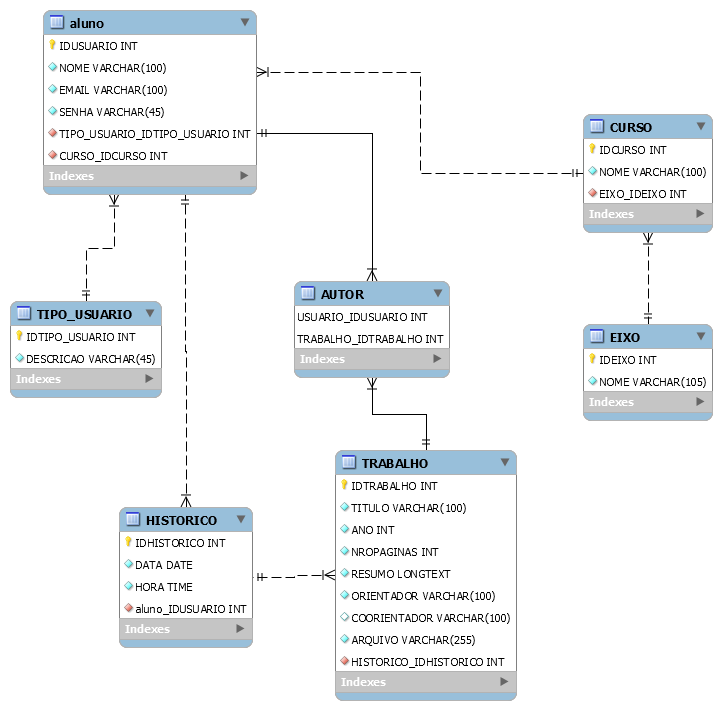 aluno
IDUSUARIO INT
NOME VARCHAR(100)
EMAIL VARCHAR(100)
SENHA VARCHAR(45)
TIPO_USUARIO_IDTIPO_USUARIO INT
CURSO_IDCURSO INT
Indexes
CURSO
IDCURSO INT
NOME VARCHAR(100)
EIXO_IDEIXO INT
Indexes
TIPO_USUARIO
IDTIPO_USUARIO INT
DESCRICAO VARCHAR(45)
Indexes
AUTOR
USUARIO_IDUSUARIO INT
TRABALHO_IDTRABALHO INT
Indexes
EIXO
IDEIXO INT
NOME VARCHAR(105)
Indexes
HISTORICO
IDHISTORICO INT
DATA DATE
HORA TIME
aluno_IDUSUARIO INT
Indexes
TRABALHO
IDTRABALHO INT
TITULO VARCHAR(100)
ANO INT
NROPAGINAS INT
RESUMO LONGTEXT
ORIENTADOR VARCHAR(100)
COORIENTADOR VARCHAR(100)
ARQUIVO VARCHAR(255)
HISTORICO_IDHISTORICO INT
Indexes